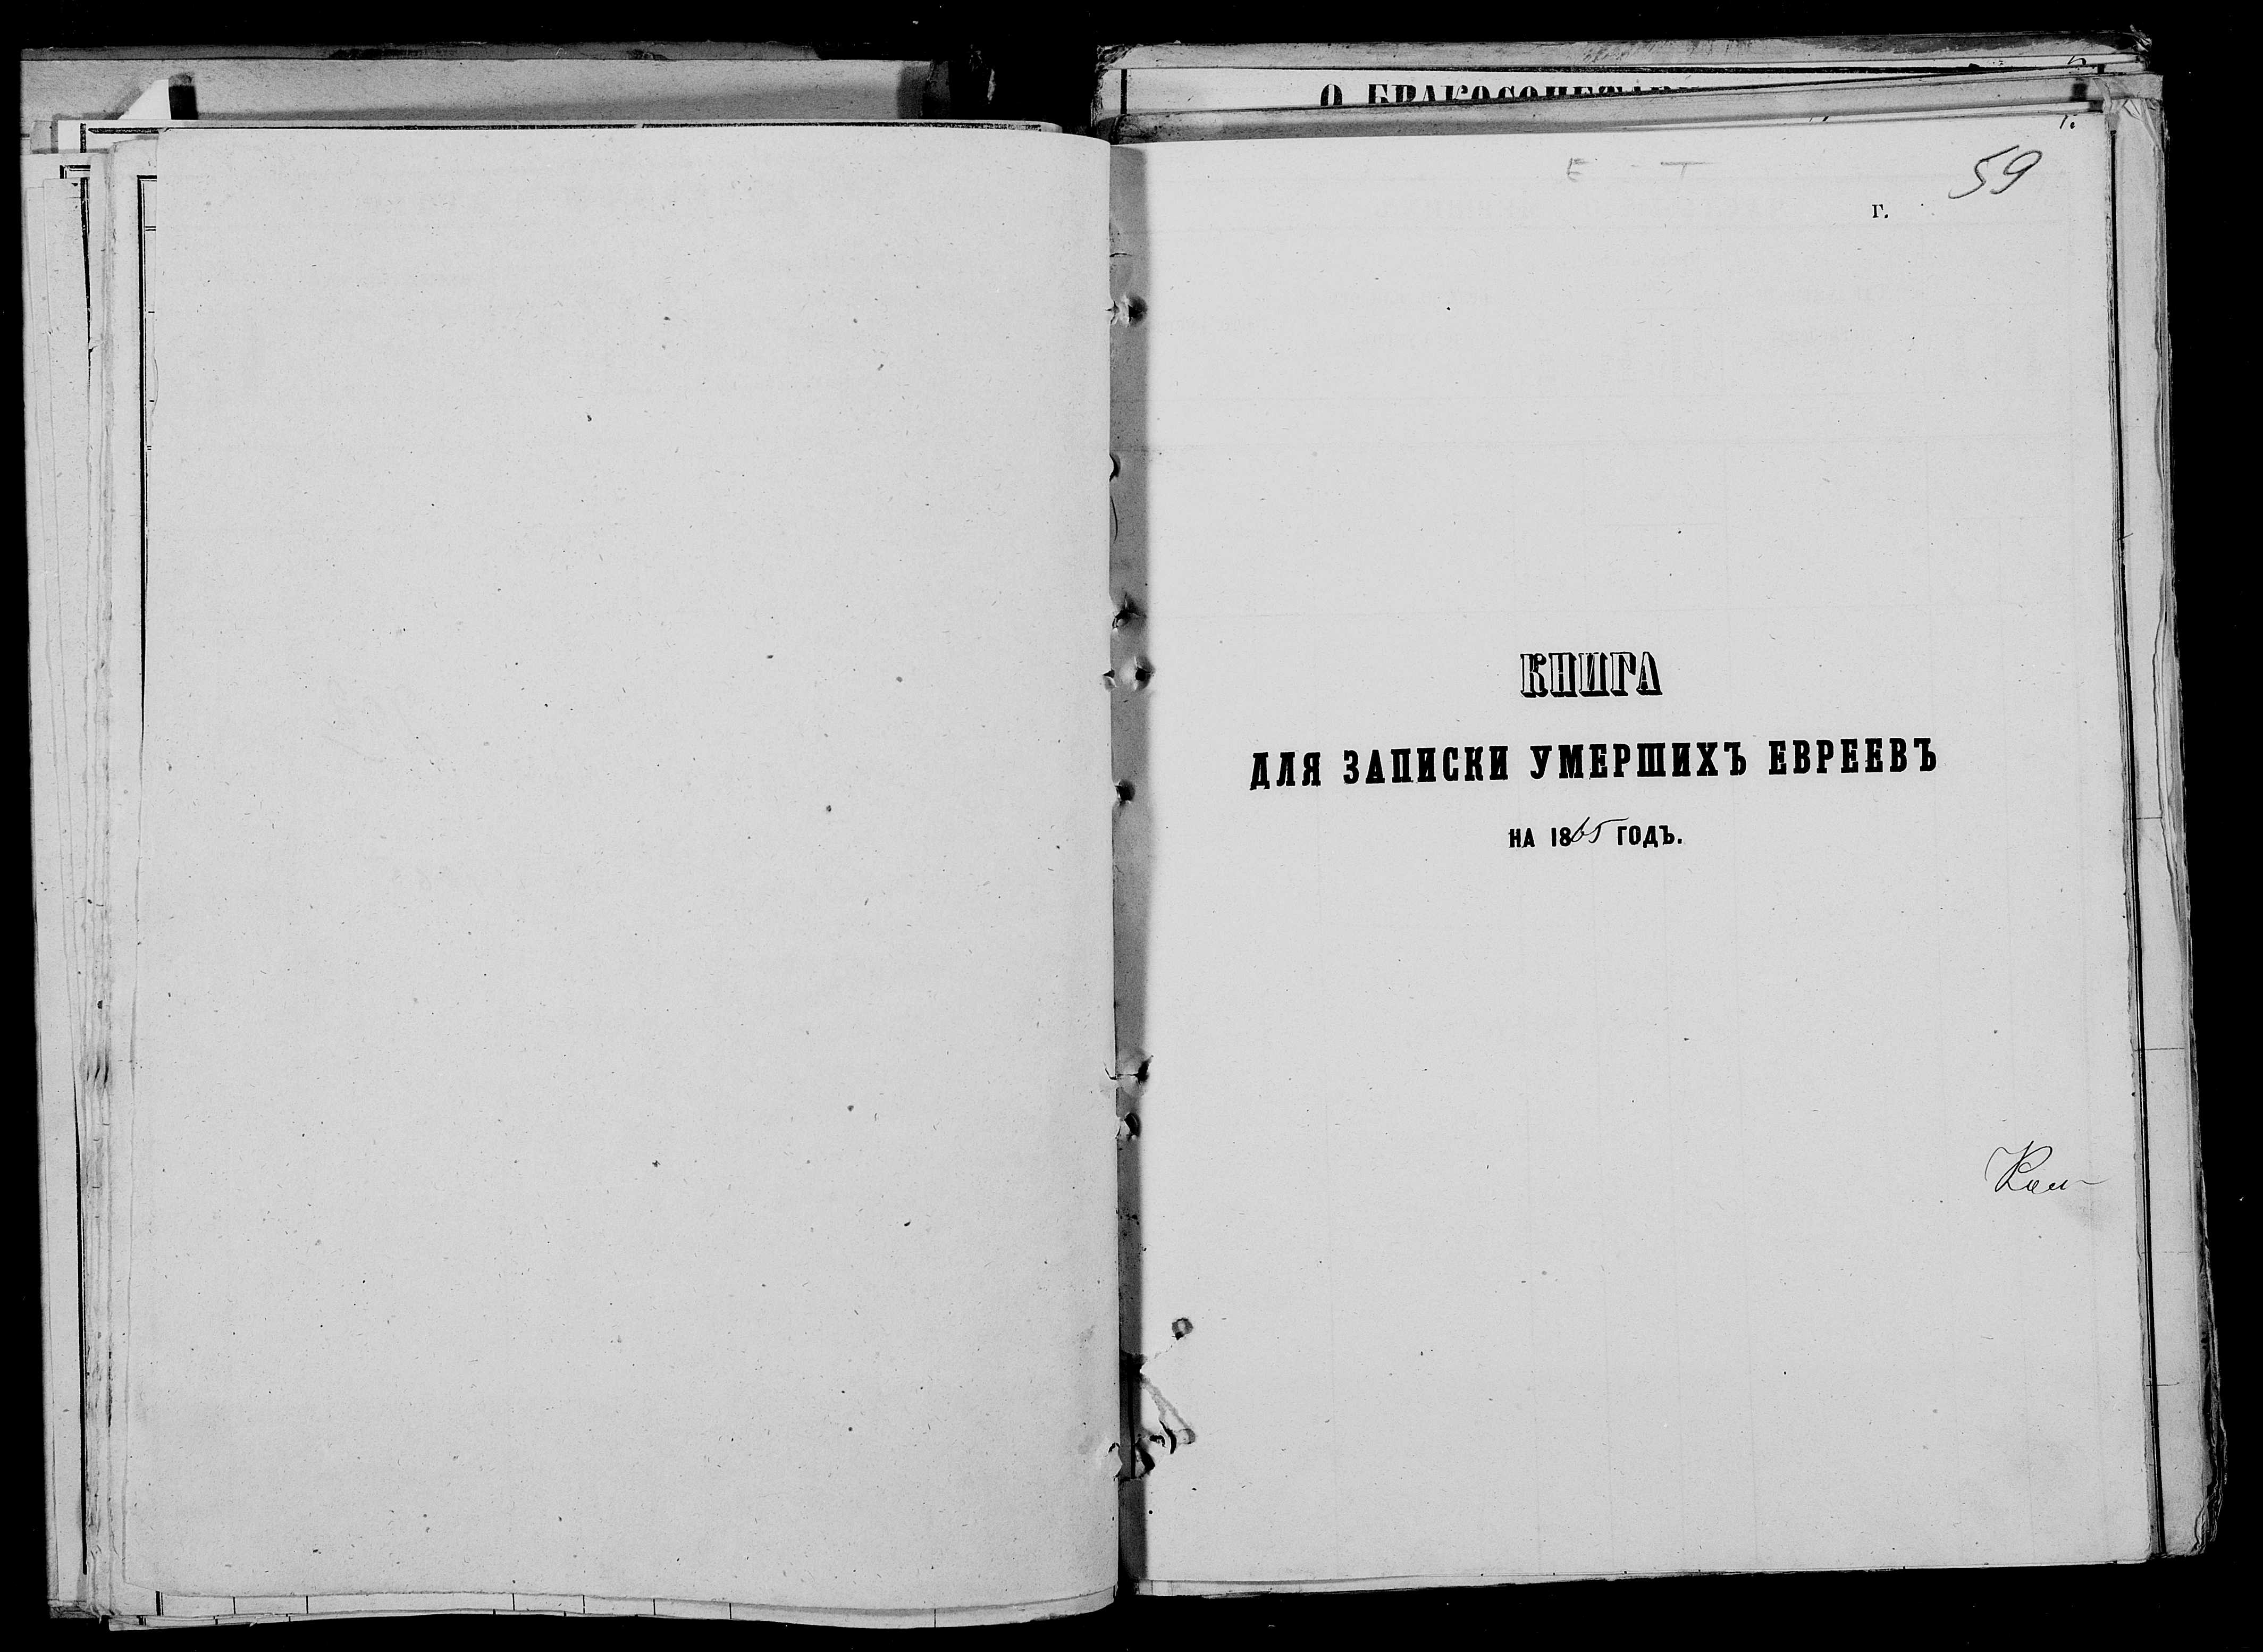 59
г.
КНИГА
ДЛЯ ЗАПИСКИ УМЕРШИХЪ ЕВРЕЕВЪ
НА 1865 ГОДЪ.